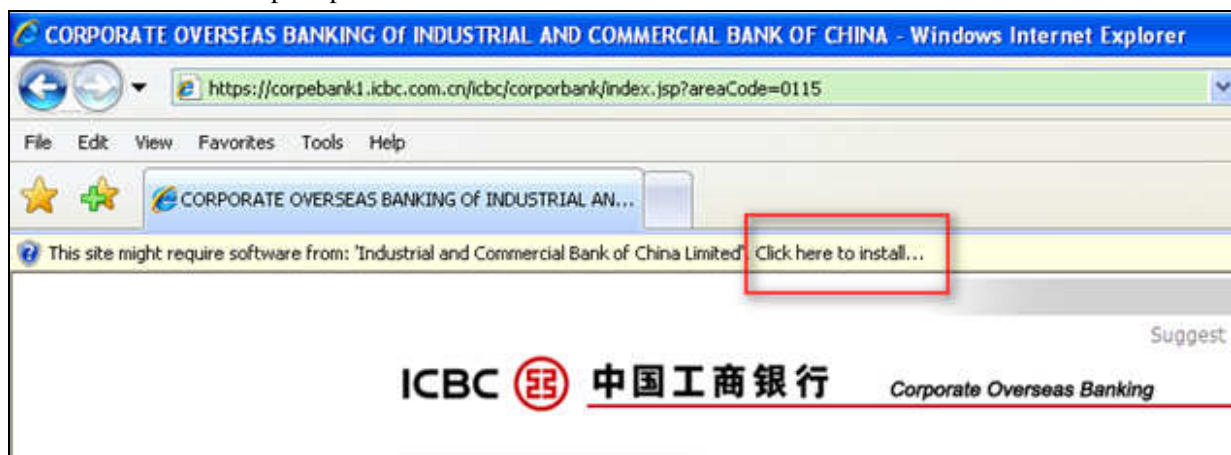 CORPORATE OVERSEAS BANKING Of INDUSTRIAL AND COMMERCIAL BANK OF CHINA - Windows Internet Explorer
https://corpebank1.icbc.com.cn/icbc/corporbank/index.jsp?areaCode=0115
File Edit View Favorites Tools Help
CORPORATE OVERSEAS BANKING Of INDUSTRIAL AN...
This site might require software from: 'Industrial and Commercial Bank of China Limited'. Click here to install...
Suggest
ICBC 中国工商银行 Corporate Overseas Banking